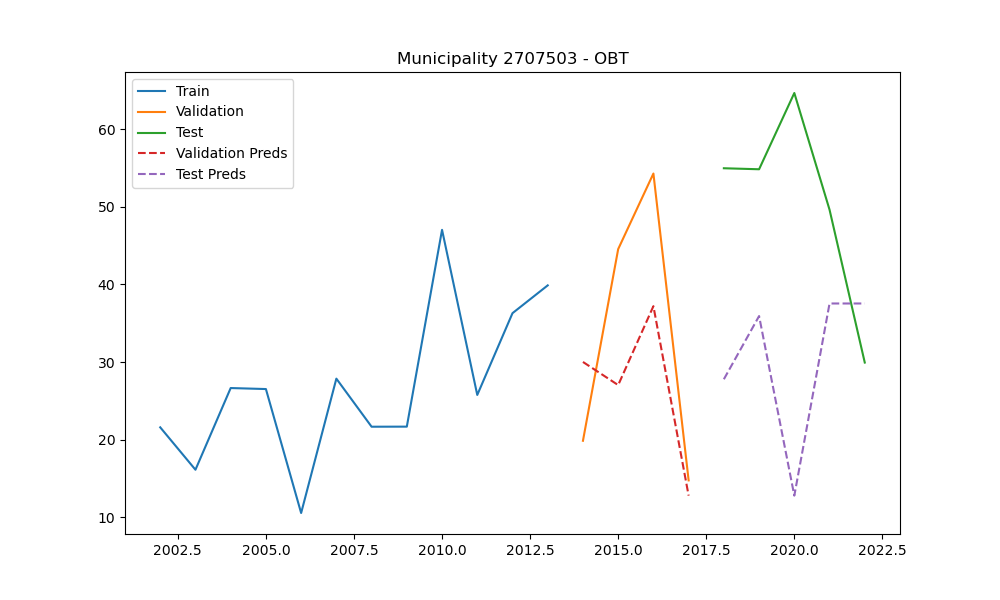 Municipality 2707503 - OBT
Train
Validation
Test
Validation Preds
Test Preds
60
50
40
30
20
10
2002.5 2005.0 2007.5 2010.0 2012.5 2015.0 2017.5 2020.0 2022.5